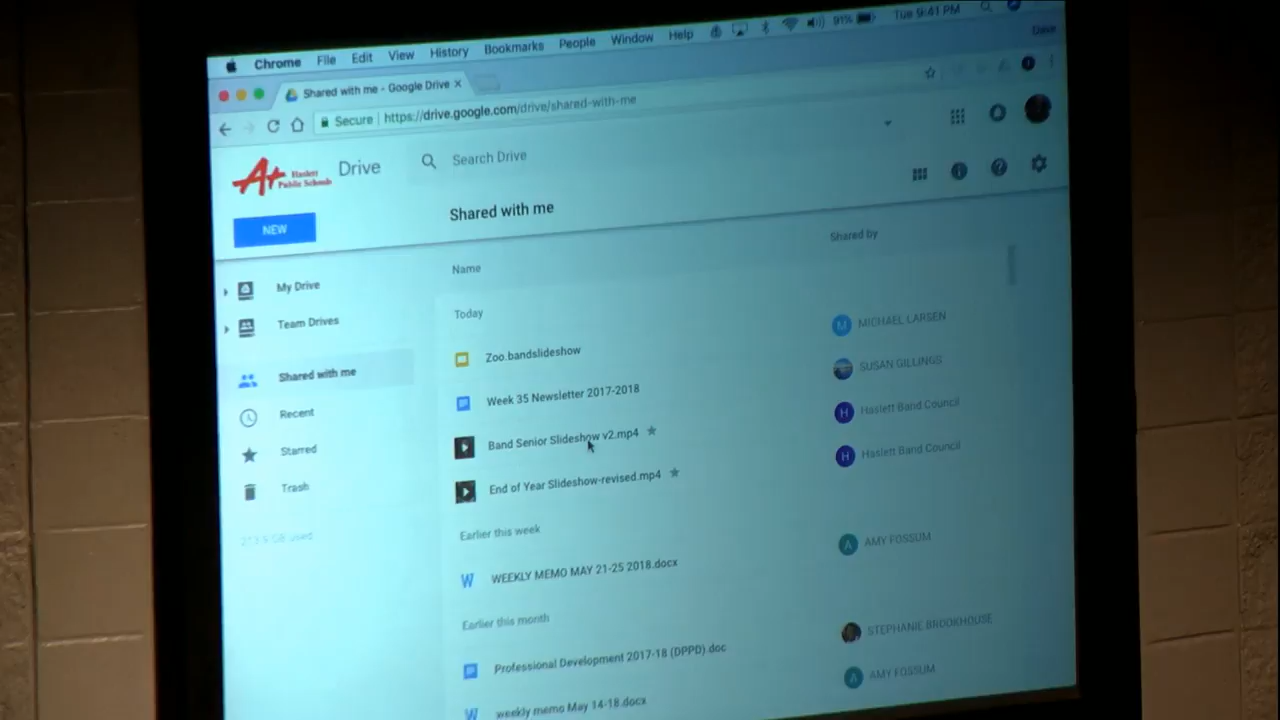 Chrome File Edit View History Bookmarks People Window Help 91% Tue 9:41 PM
Shared with me - Google Drive × Dave
Secure | https://drive.google.com/drive/shared-with-me
A+ Haslett Public Schools Drive Search Drive
NEW Shared with me
Name Shared by
My Drive
Team Drives
Shared with me
Recent
Starred
Trash
GB used
Today
Zoo.bandslideshow M MICHAEL LARSEN
Week 35 Newsletter 2017-2018 SUSAN GILLINGS
Band Senior Slideshow v2.mp4 H Haslett Band Council
End of Year Slideshow-revised.mp4 H Haslett Band Council
Earlier this week
W WEEKLY MEMO MAY 21-25 2018.docx A AMY FOSSUM
Earlier this month
Professional Development 2017-18 (DPPD).doc STEPHANIE BROOKHOUSE
W weekly memo May 14-18.docx A AMY FOSSUM